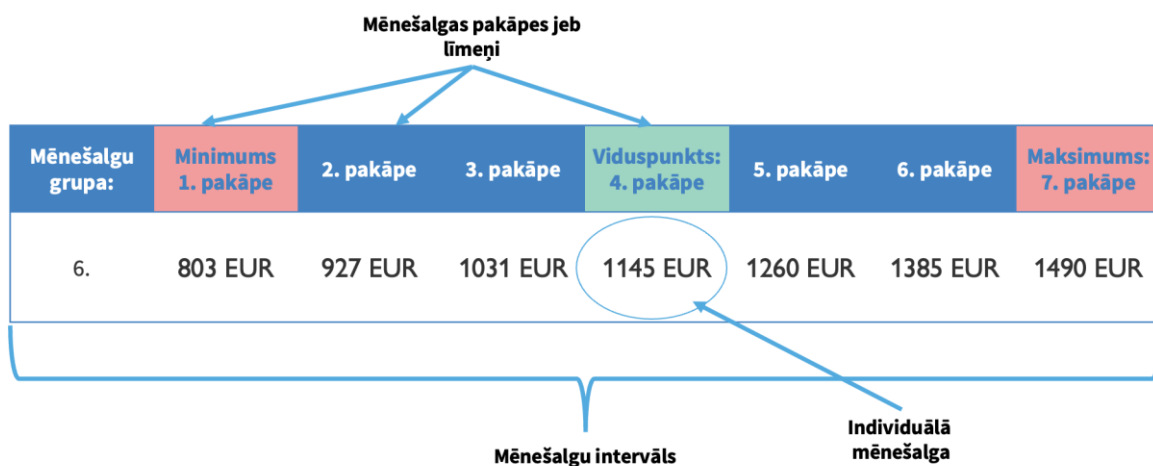 Mēnešalgas pakāpes jeb
līmeņi
Mēnešalgu
grupa:
Minimums
1. pakāpe
2. pakāpe
3. pakāpe
Viduspunkts:
4. pakāpe
5. pakāpe
6. pakāpe
Maksimums:
7. pakāpe
6.
803 EUR
927 EUR
1031 EUR
1145 EUR
1260 EUR
1385 EUR
1490 EUR
Individuālā
mēnešalga
Mēnešalgu intervāls